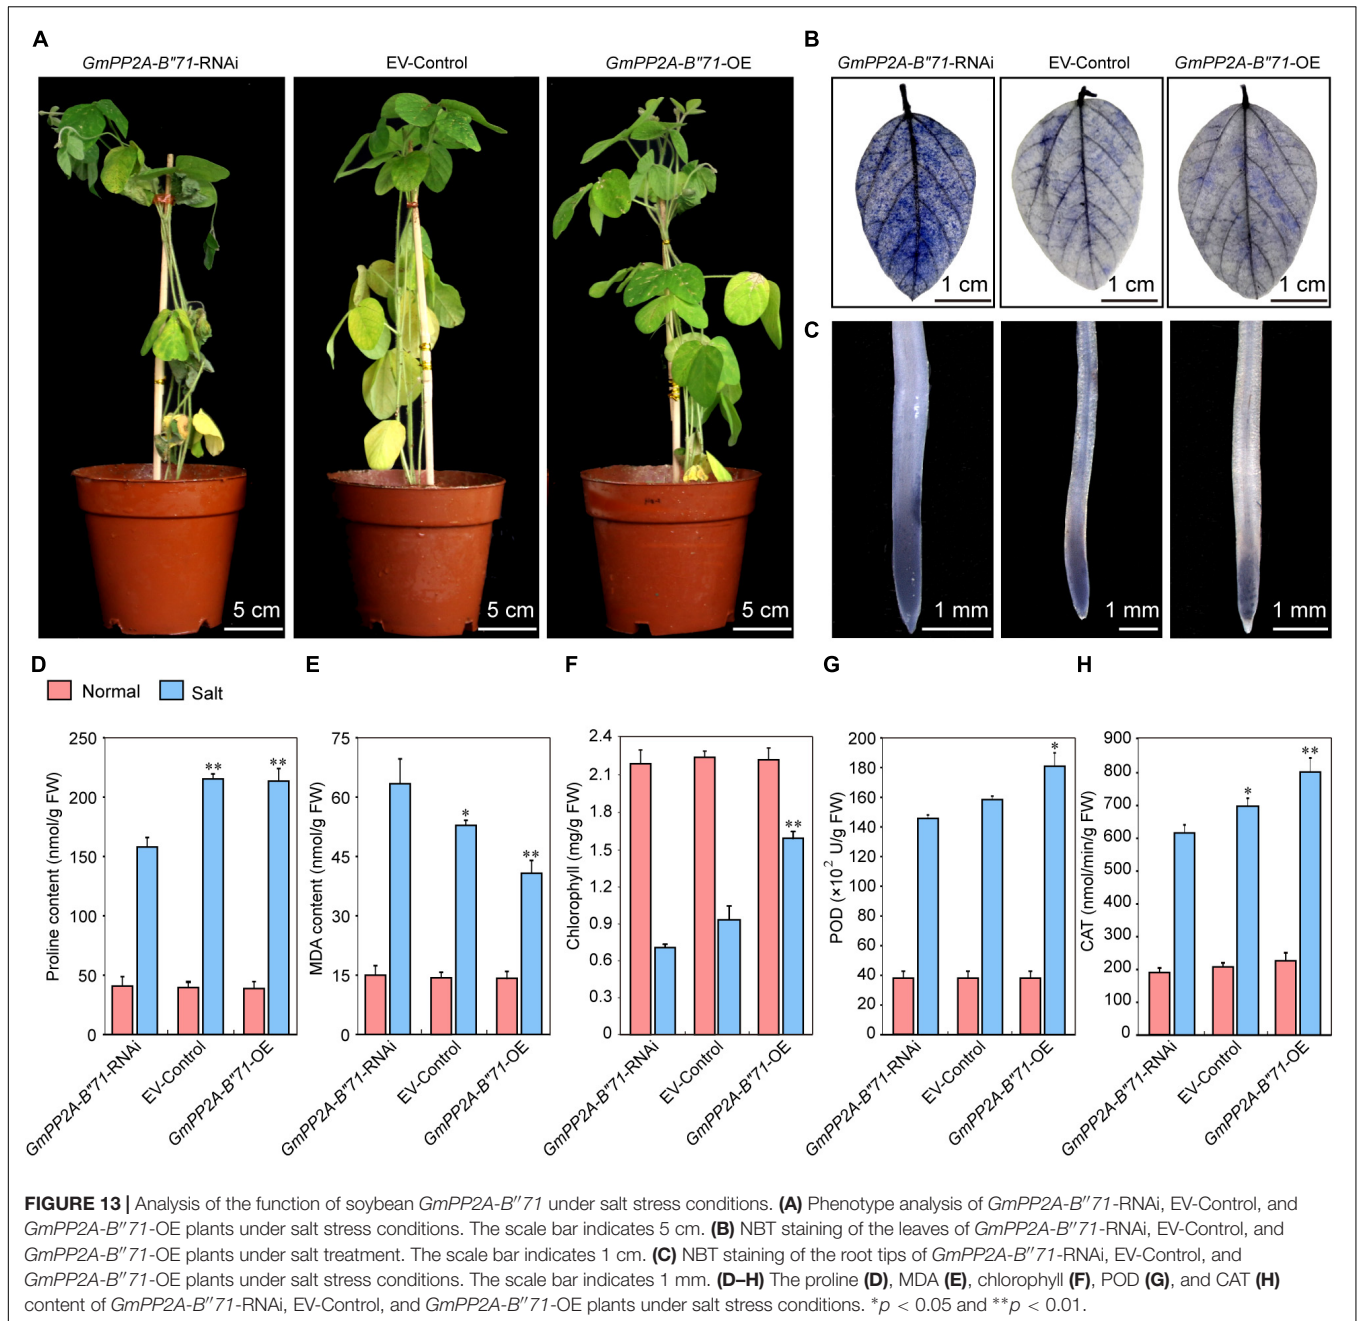 A
GmPP2A-B"71-RNAi
EV-Control
GmPP2A-B"71-OE
5 cm
5 cm
5 cm
B
GmPP2A-B"71-RNAi
EV-Control
GmPP2A-B"71-OE
1 cm
1 cm
1 cm
C
1 mm
1 mm
1 mm
D
Normal
Salt
Proline content (nmol/g FW)
250
200
150
100
50
0
**
**
GmPP2A-B"71-RNAi
EV-Control
GmPP2A-B"71-OE
E
MDA content (nmol/g FW)
75
60
45
30
15
0
*
**
GmPP2A-B"71-RNAi
EV-Control
GmPP2A-B"71-OE
F
Chlorophyll (mg/g FW)
2.4
2.1
1.8
1.5
1.2
0.9
0.6
0.3
0
**
GmPP2A-B"71-RNAi
EV-Control
GmPP2A-B"71-OE
G
POD (×10² U/g FW)
200
180
160
140
120
100
80
60
40
20
0
*
GmPP2A-B"71-RNAi
EV-Control
GmPP2A-B"71-OE
H
CAT (nmol/min/g FW)
900
800
700
600
500
400
300
200
100
0
*
**
GmPP2A-B"71-RNAi
EV-Control
GmPP2A-B"71-OE
FIGURE 13 | Analysis of the function of soybean GmPP2A-B″71 under salt stress conditions. (A) Phenotype analysis of GmPP2A-B″71-RNAi, EV-Control, and
GmPP2A-B″71-OE plants under salt stress conditions. The scale bar indicates 5 cm. (B) NBT staining of the leaves of GmPP2A-B″71-RNAi, EV-Control, and
GmPP2A-B″71-OE plants under salt treatment. The scale bar indicates 1 cm. (C) NBT staining of the root tips of GmPP2A-B″71-RNAi, EV-Control, and
GmPP2A-B″71-OE plants under salt stress conditions. The scale bar indicates 1 mm. (D–H) The proline (D), MDA (E), chlorophyll (F), POD (G), and CAT (H)
content of GmPP2A-B″71-RNAi, EV-Control, and GmPP2A-B″71-OE plants under salt stress conditions. *p < 0.05 and **p < 0.01.